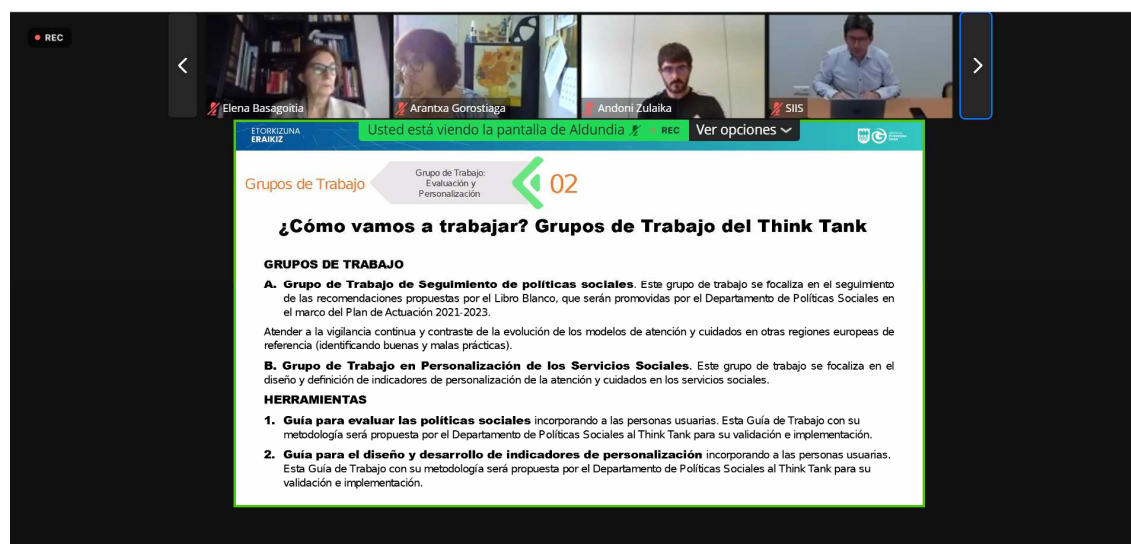 REC
Elena Basagoitia
Arantxa Gorostiaga
Andoni Zulaika
SIIS
ETORKIZUNA
ERAIKIZ
Usted está viendo la pantalla de Aldundia
REC
Ver opciones
Grupos de Trabajo
Grupo de Trabajo:
Evaluación y
Personalización
02
¿Cómo vamos a trabajar? Grupos de Trabajo del Think Tank
GRUPOS DE TRABAJO
A. Grupo de Trabajo de Seguimiento de políticas sociales. Este grupo de trabajo se focaliza en el seguimiento
de las recomendaciones propuestas por el Libro Blanco, que serán promovidas por el Departamento de Políticas Sociales en
el marco del Plan de Actuación 2021-2023.
Atender a la vigilancia continua y contraste de la evolución de los modelos de atención y cuidados en otras regiones europeas de
referencia (identificando buenas y malas prácticas).
B. Grupo de Trabajo en Personalización de los Servicios Sociales. Este grupo de trabajo se focaliza en el
diseño y definición de indicadores de personalización de la atención y cuidados en los servicios sociales.
HERRAMIENTAS
1. Guía para evaluar las políticas sociales incorporando a las personas usuarias. Esta Guía de Trabajo con su
metodología será propuesta por el Departamento de Políticas Sociales al Think Tank para su validación e implementación.
2. Guía para el diseño y desarrollo de indicadores de personalización incorporando a las personas usuarias.
Esta Guía de Trabajo con su metodología será propuesta por el Departamento de Políticas Sociales al Think Tank para su
validación e implementación.